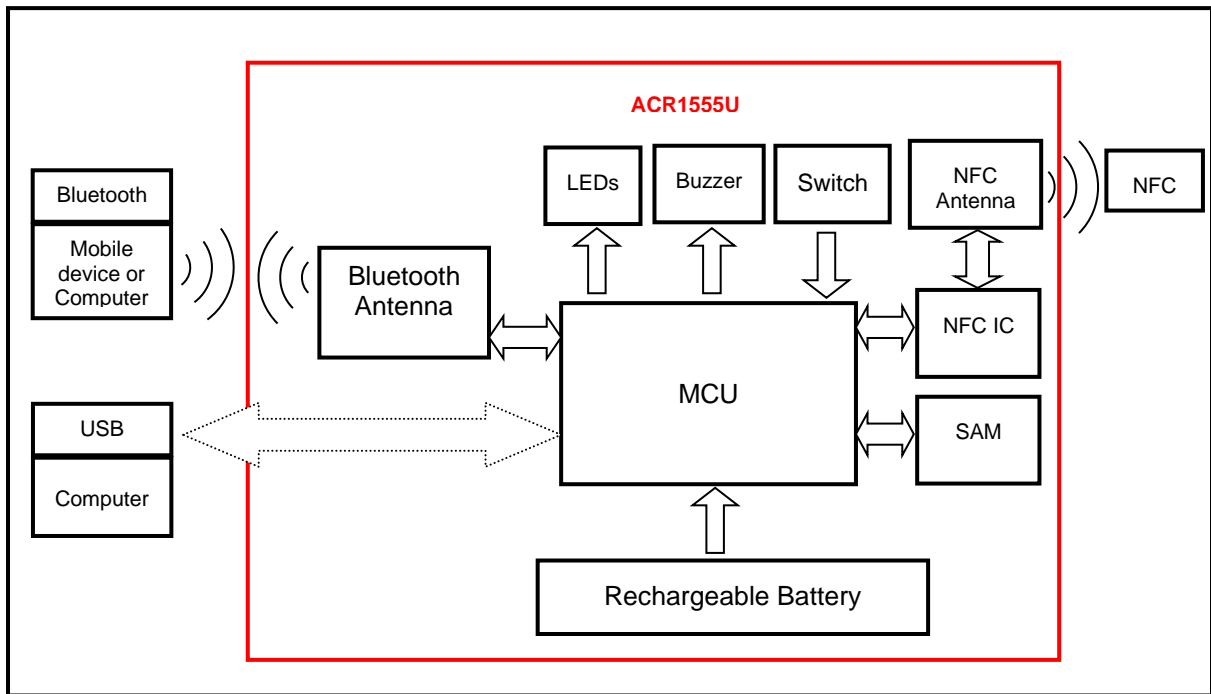 ACR1555U
LEDs
Buzzer
Switch
NFC
Antenna
NFC
Bluetooth
Mobile
device or
Computer
Bluetooth
Antenna
NFC IC
MCU
USB
Computer
SAM
Rechargeable Battery